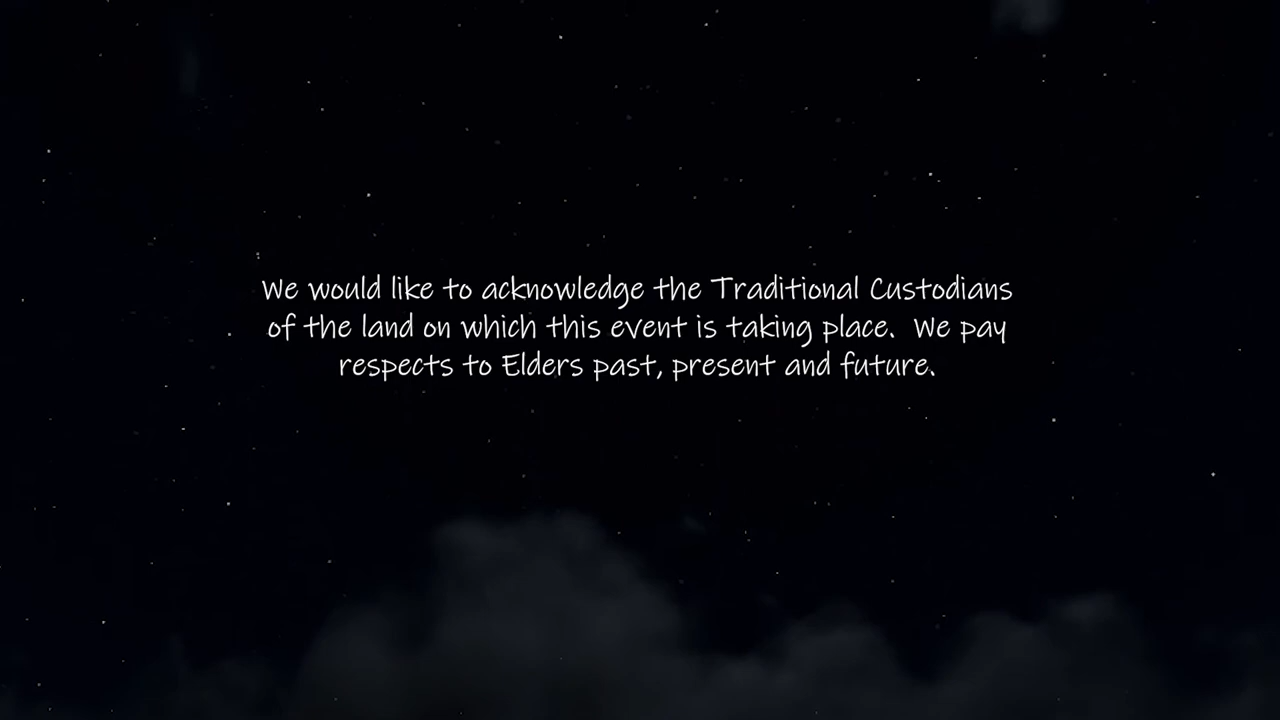 We would like to acknowledge the Traditional Custodians
of the land on which this event is taking place.  We pay
respects to Elders past, present and future.